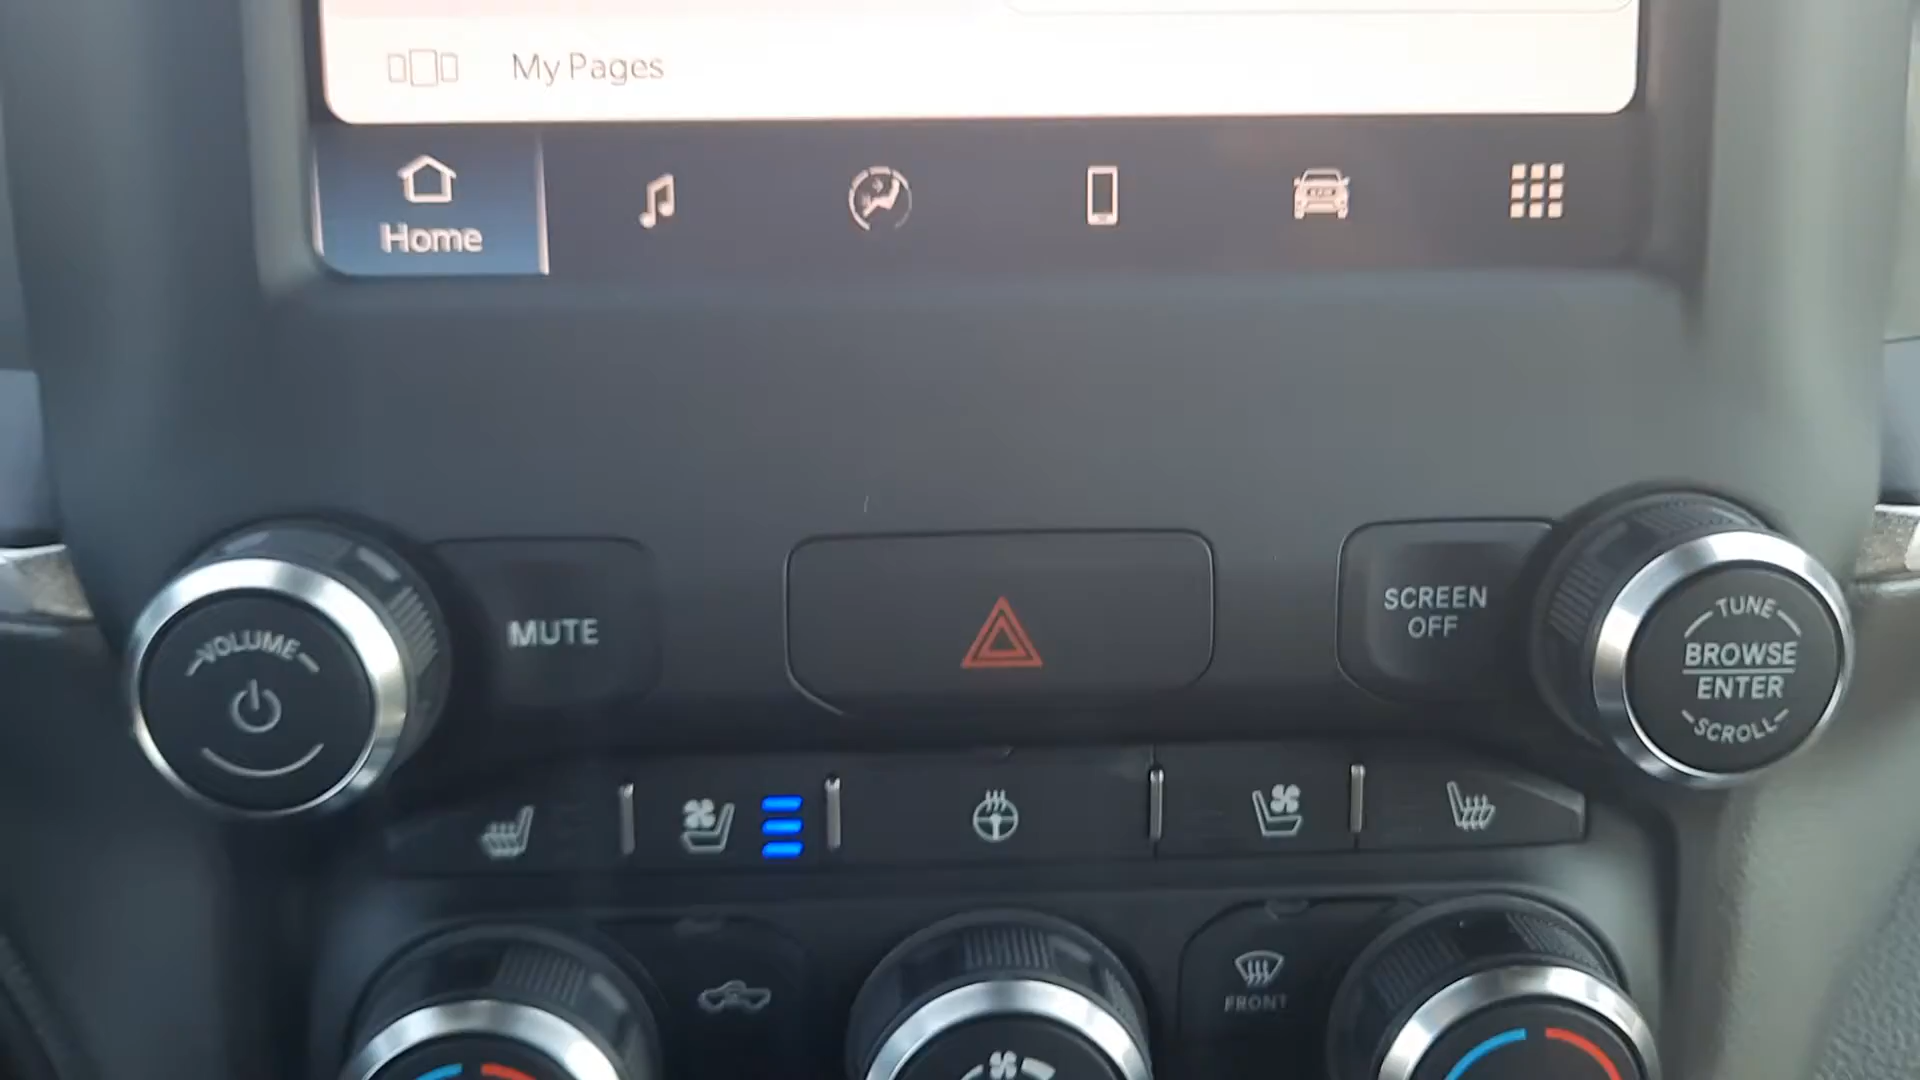 My Pages
Home
VOLUME
MUTE
SCREEN
OFF
TUNE
BROWSE
ENTER
SCROLL
FRONT